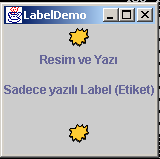 LabelDemo
Resim ve Yazı
Sadece yazılı Label (Etiket)